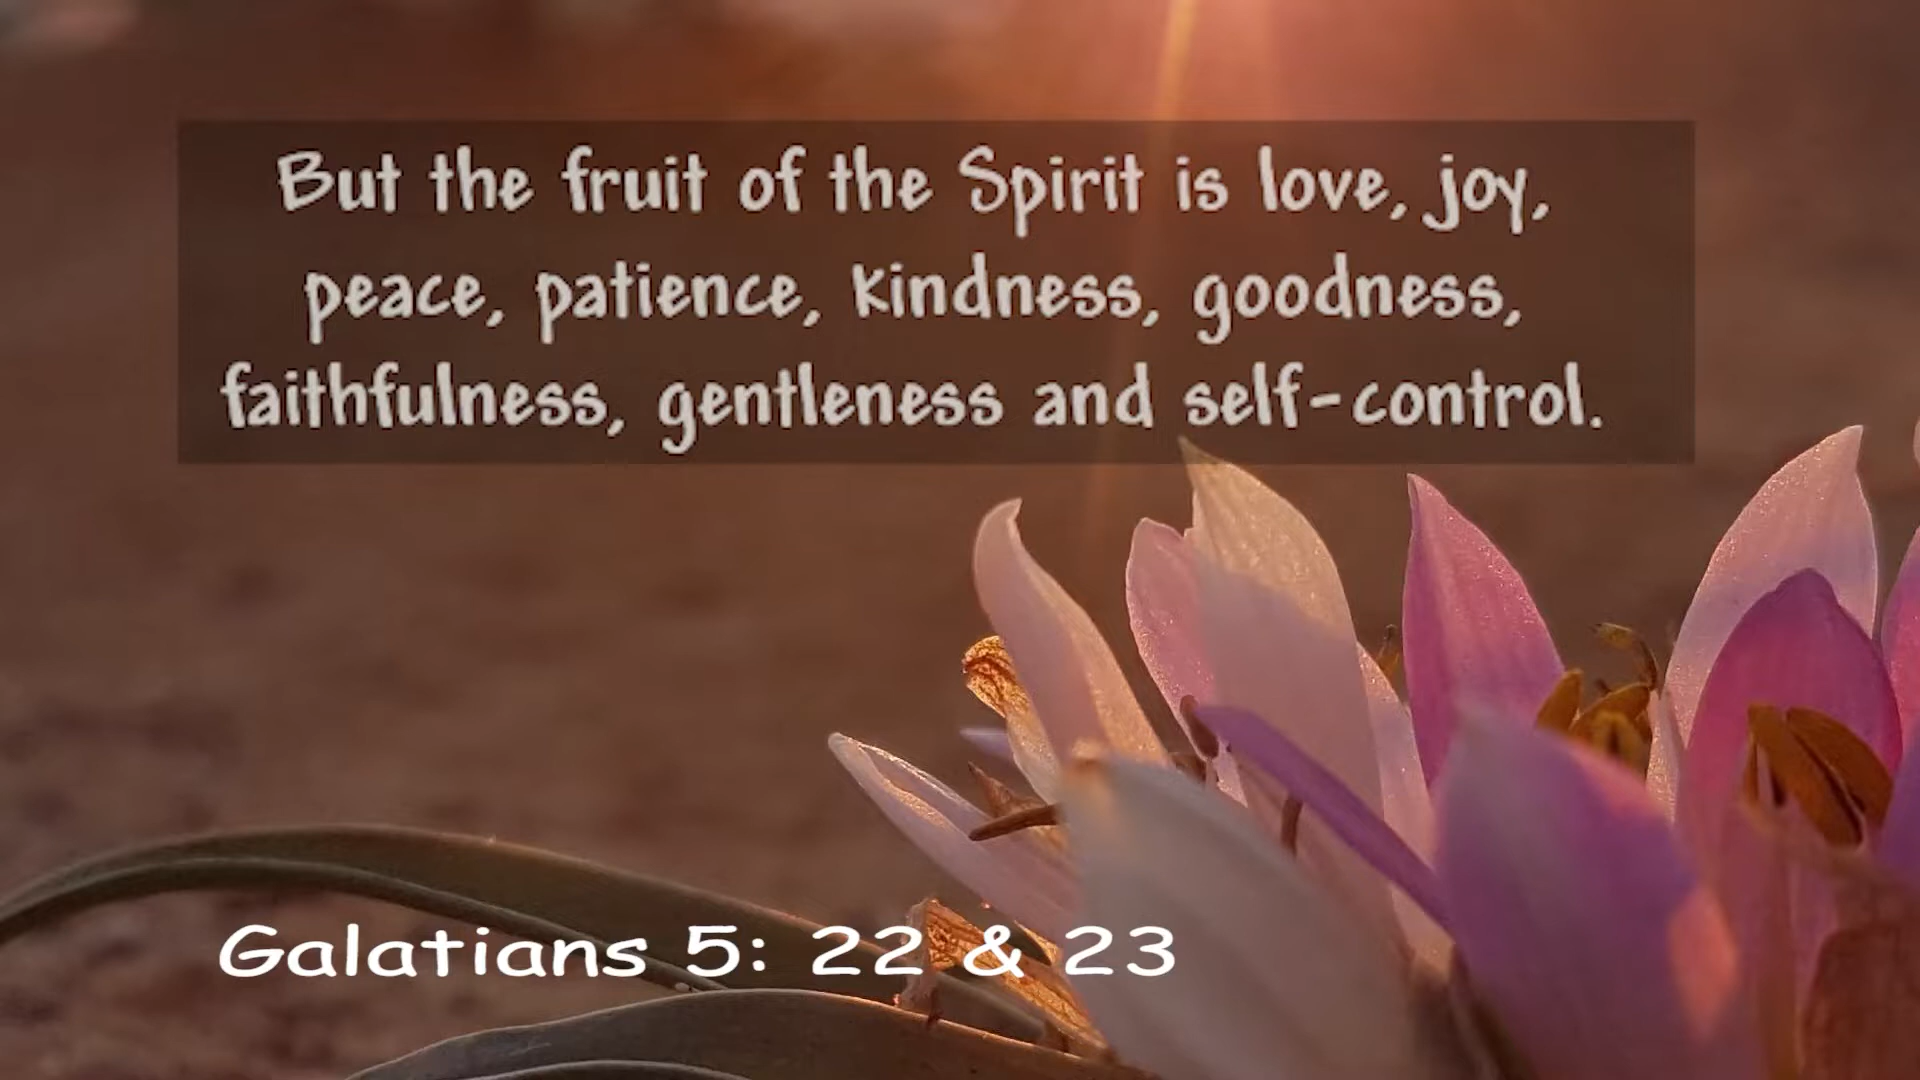 But the fruit of the Spirit is love, joy,
peace, patience, kindness, goodness,
faithfulness, gentleness and self-control.
Galatians 5: 22 & 23